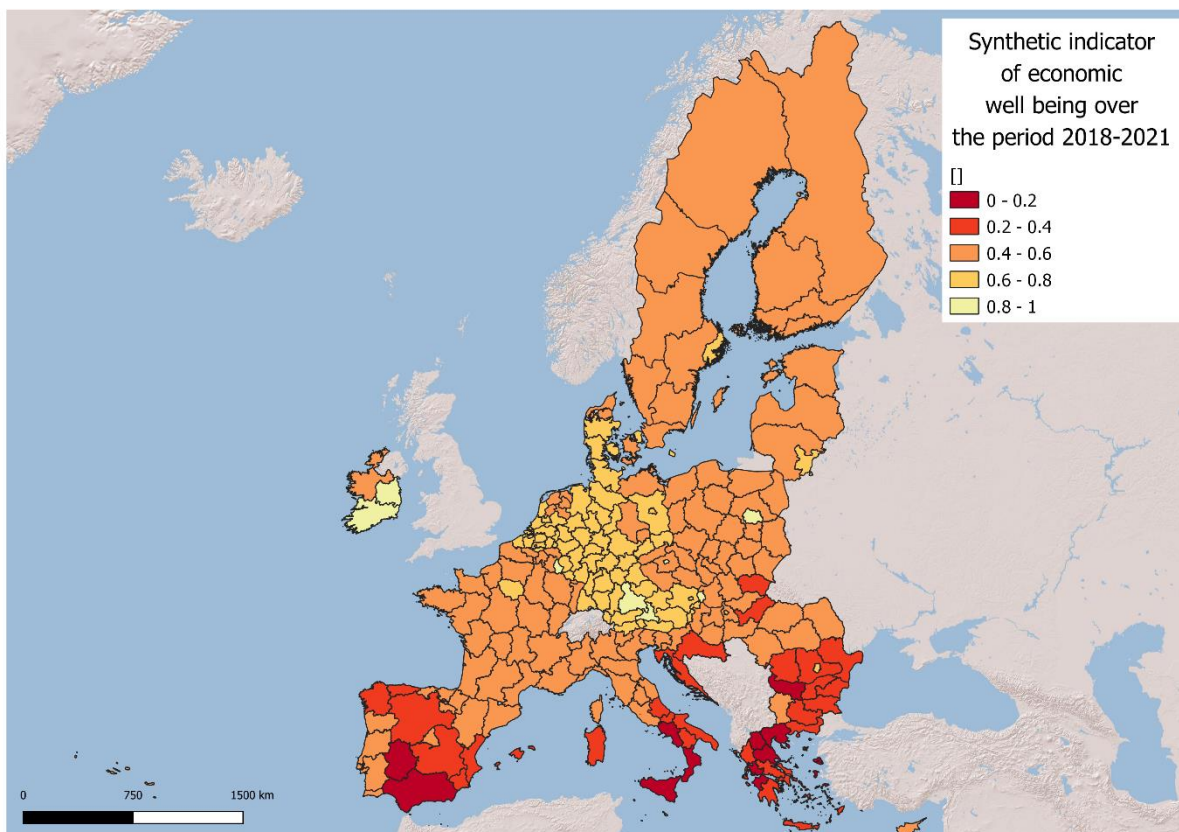 Synthetic indicator
of economic
well being over
the period 2018-2021
[]
0 - 0.2
0.2 - 0.4
0.4 - 0.6
0.6 - 0.8
0.8 - 1
0 750 1500 km